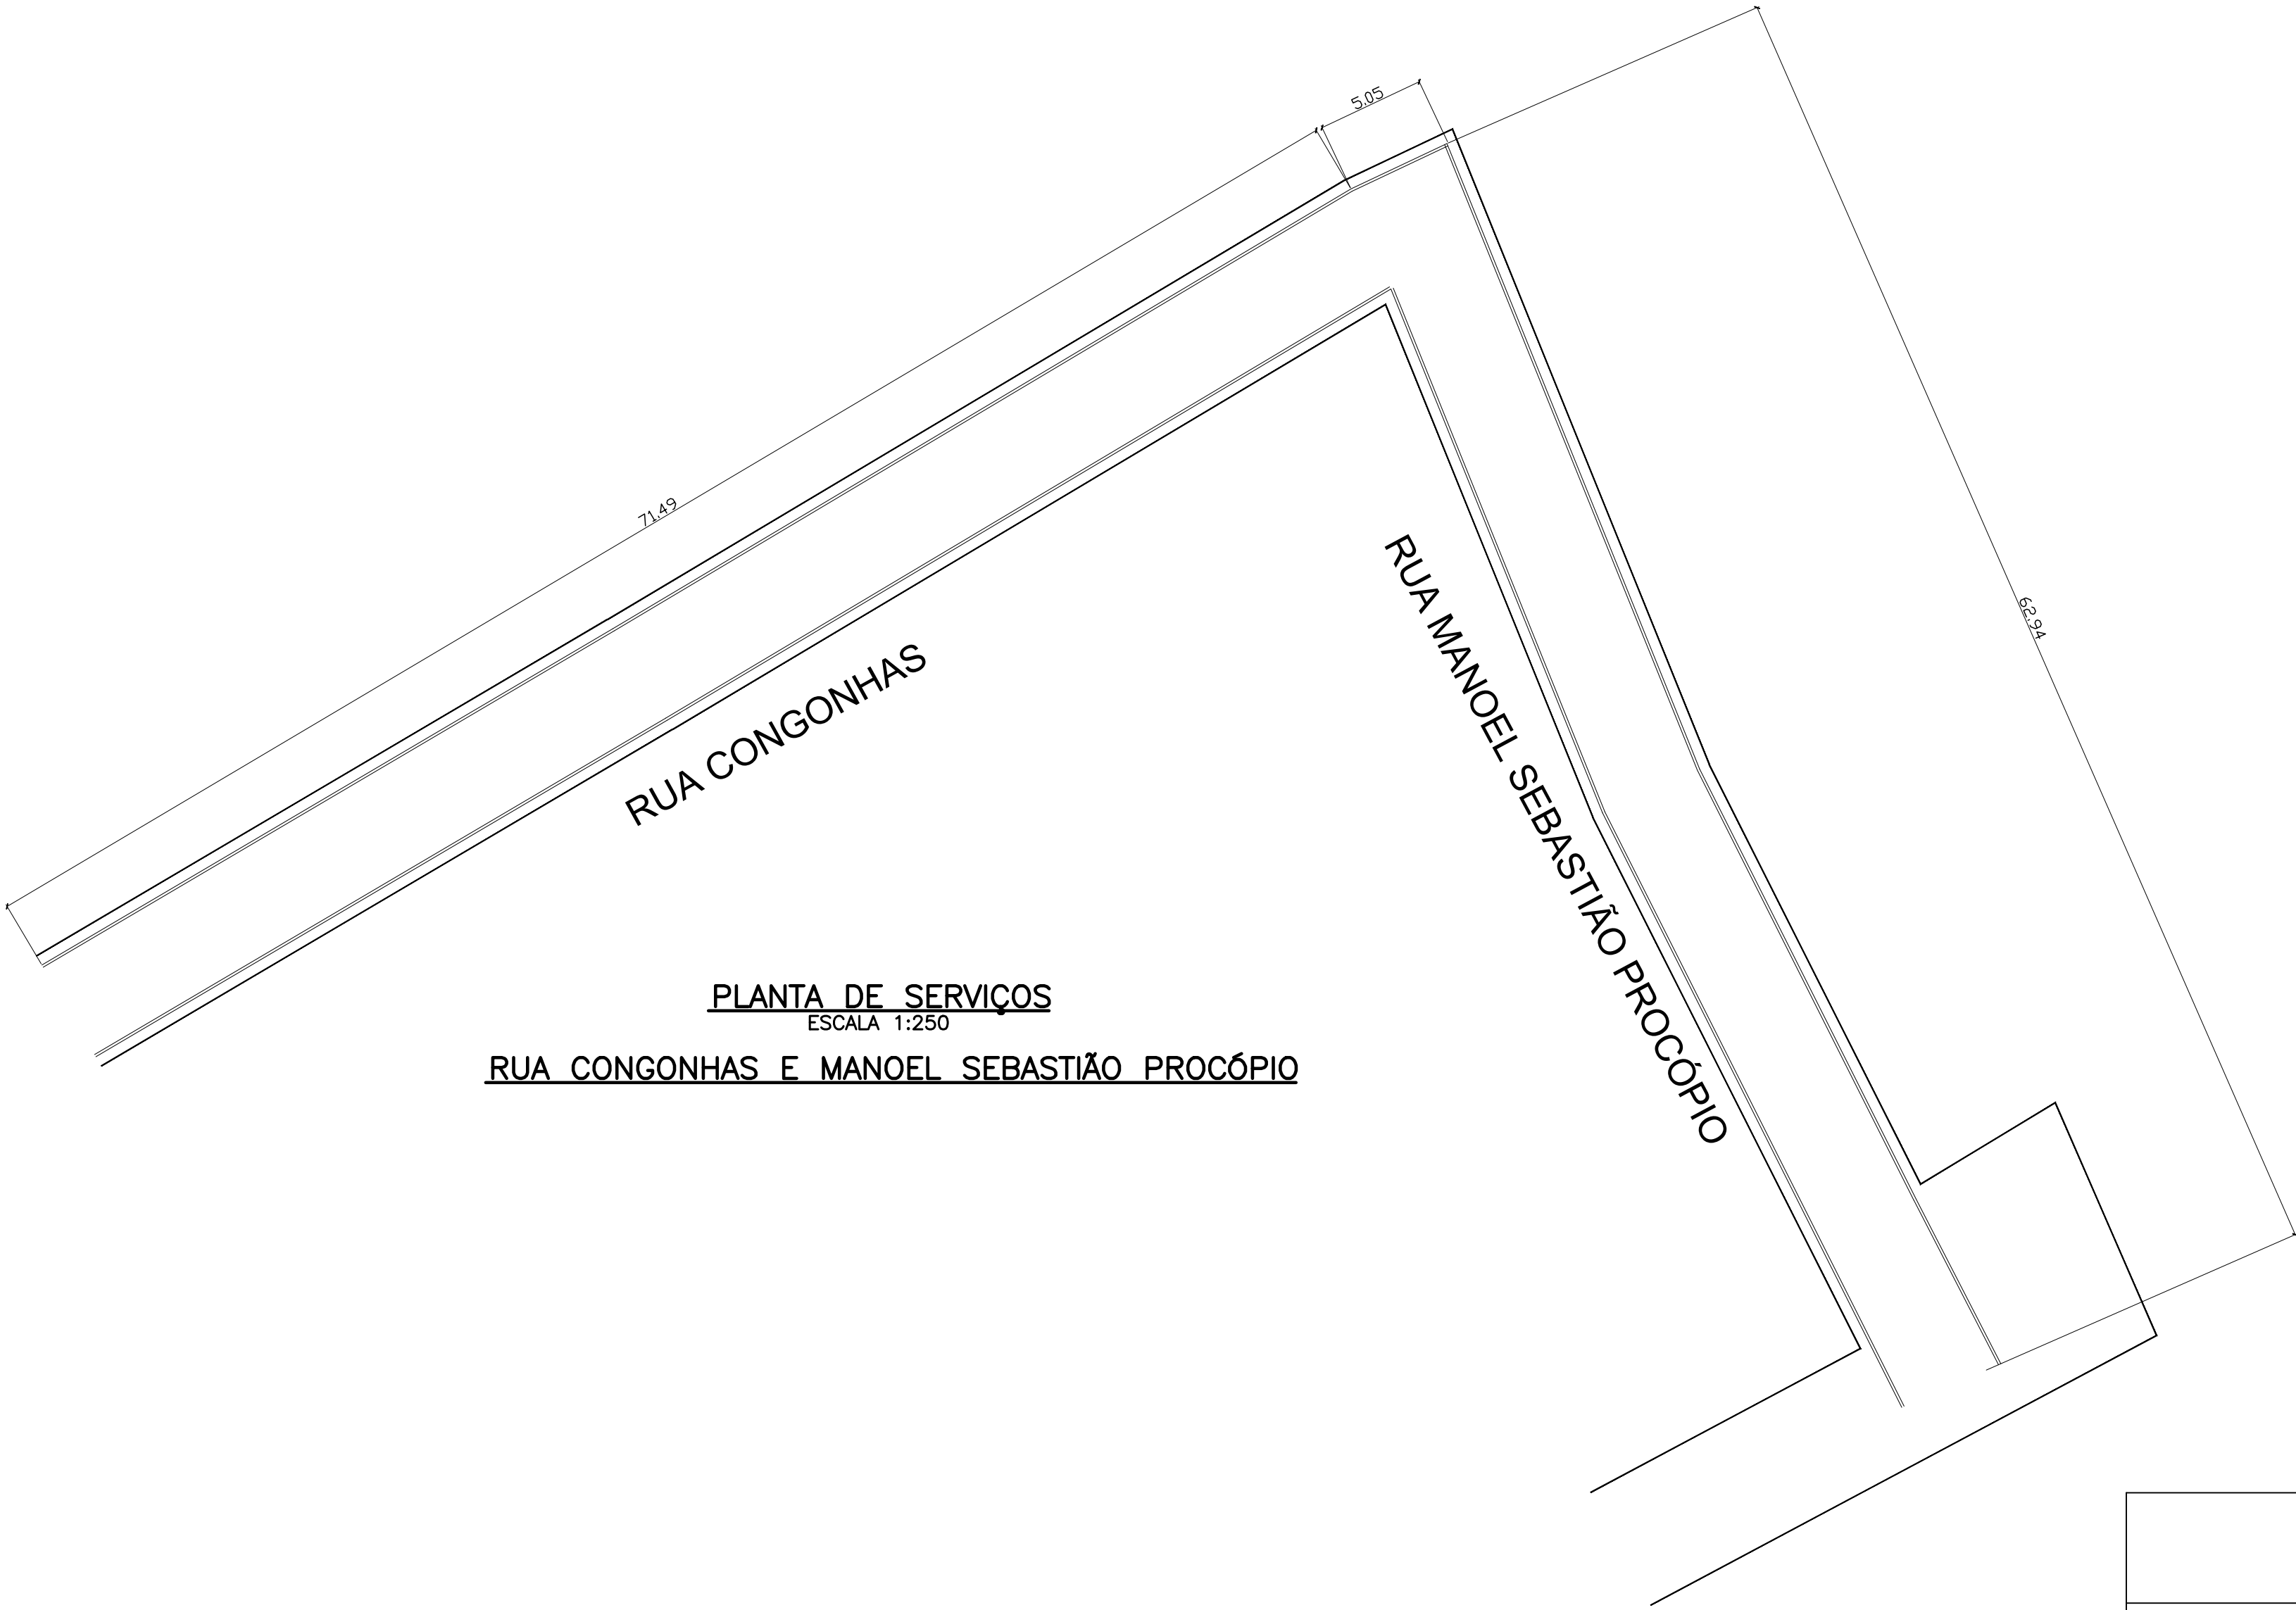 5.05
71.49
62.94
RUA CONGONHAS
RUA MANOEL SEBASTIÃO PROCÓPIO
PLANTA DE SERVIÇOS
ESCALA 1:250
RUA CONGONHAS E MANOEL SEBASTIÃO PROCÓPIO